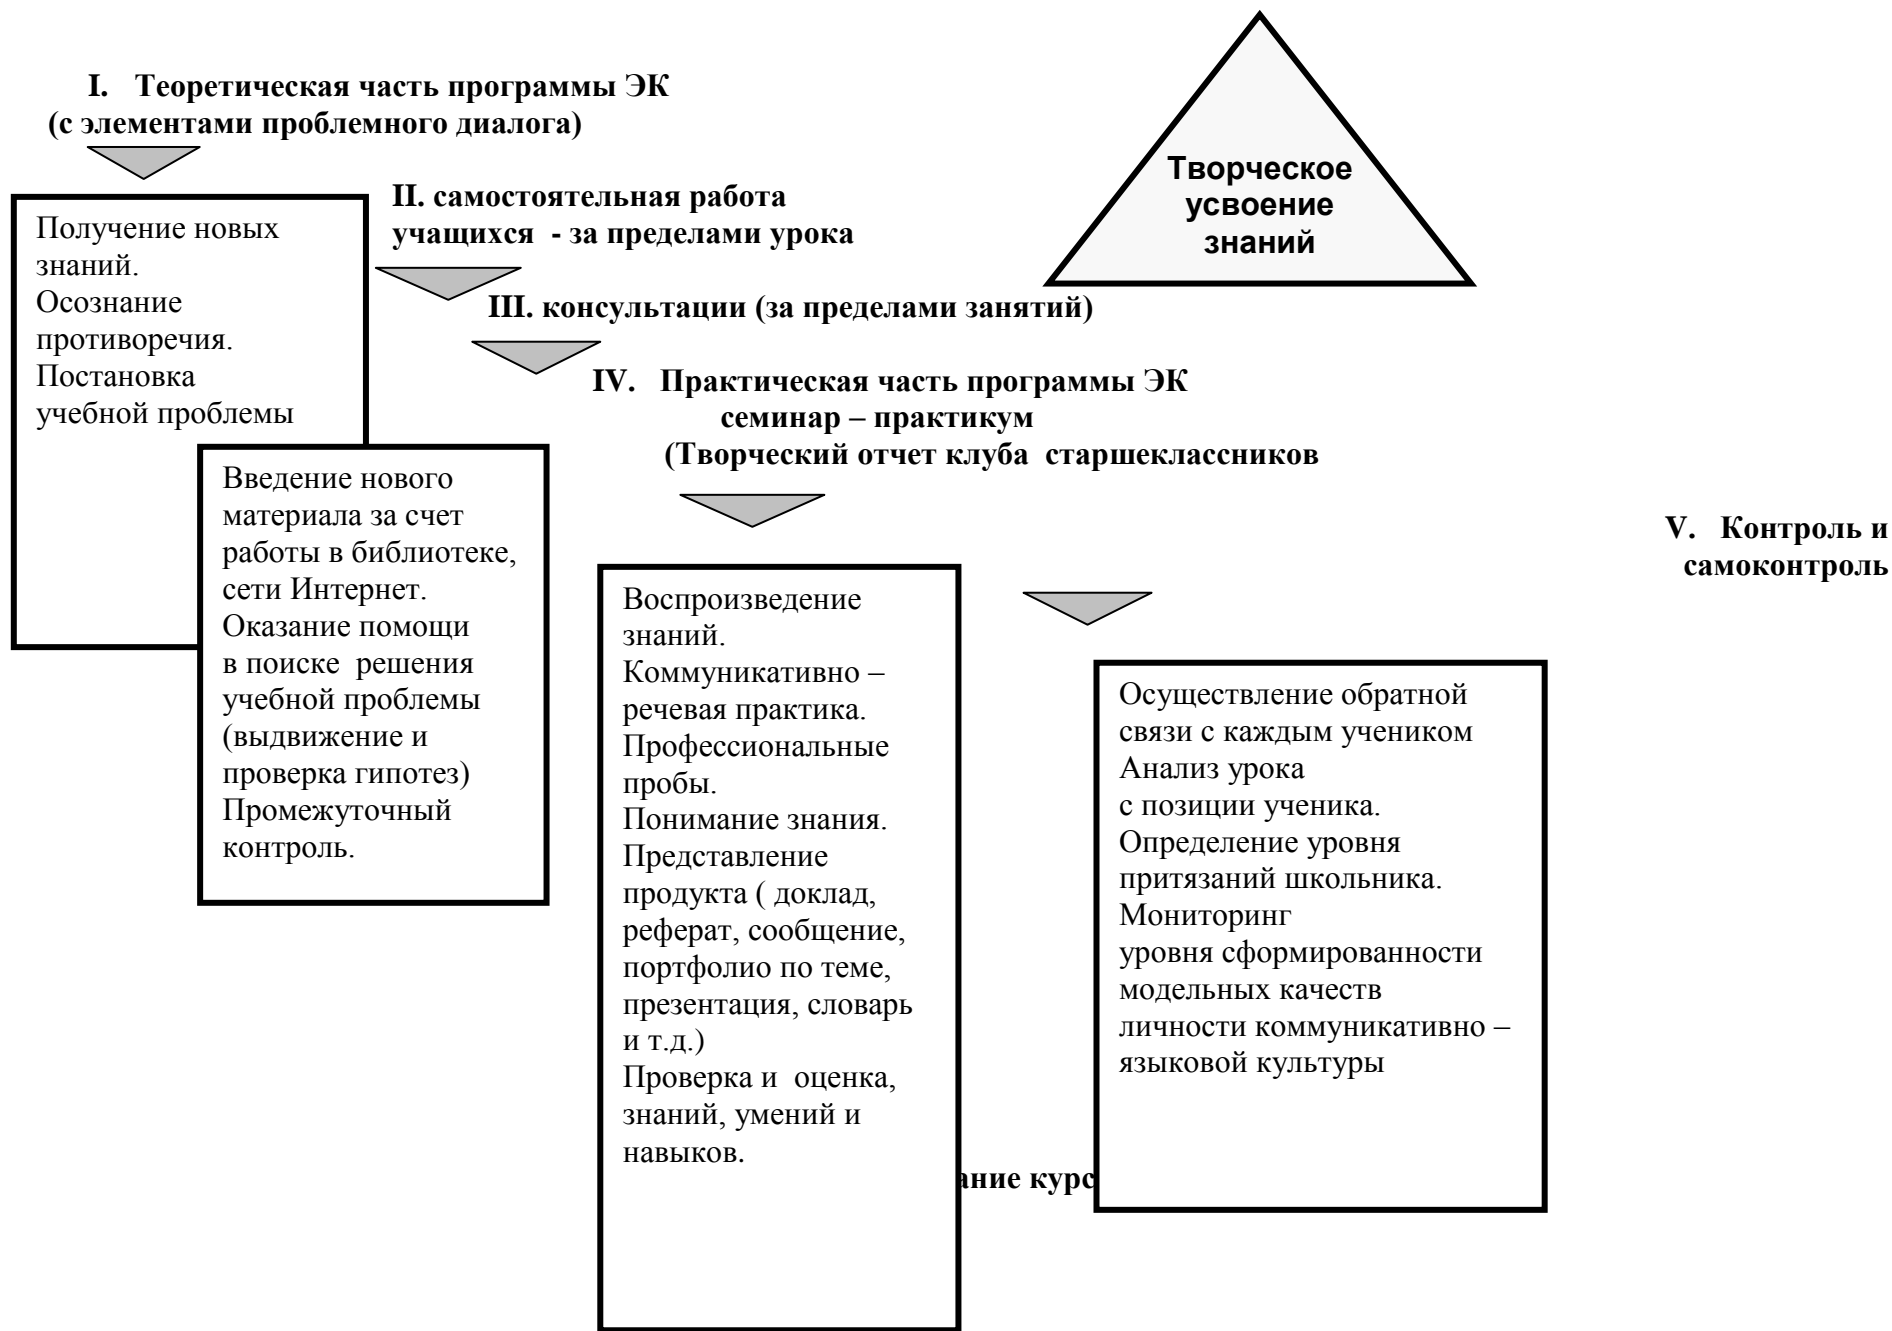 I. Теоретическая часть программы ЭК
(с элементами проблемного диалога)
Творческое
усвоение
знаний
II. самостоятельная работа
учащихся - за пределами урока
Получение новых
знаний.
Осознание
противоречия.
Постановка
учебной проблемы
III. консультации (за пределами занятий)
IV. Практическая часть программы ЭК
семинар – практикум
(Творческий отчет клуба старшеклассников
V. Контроль и
самоконтроль
Введение нового
материала за счет
работы в библиотеке,
сети Интернет.
Оказание помощи
в поиске решения
учебной проблемы
(выдвижение и
проверка гипотез)
Промежуточный
контроль.
Воспроизведение
знаний.
Коммуникативно –
речевая практика.
Профессиональные
пробы.
Понимание знания.
Представление
продукта ( доклад,
реферат, сообщение,
портфолио по теме,
презентация, словарь
и т.д.)
Проверка и оценка,
знаний, умений и
навыков.
Осуществление обратной
связи с каждым учеником
Анализ урока
с позиции ученика.
Определение уровня
притязаний школьника.
Мониторинг
уровня сформированности
модельных качеств
личности коммуникативно –
языковой культуры
ание курс